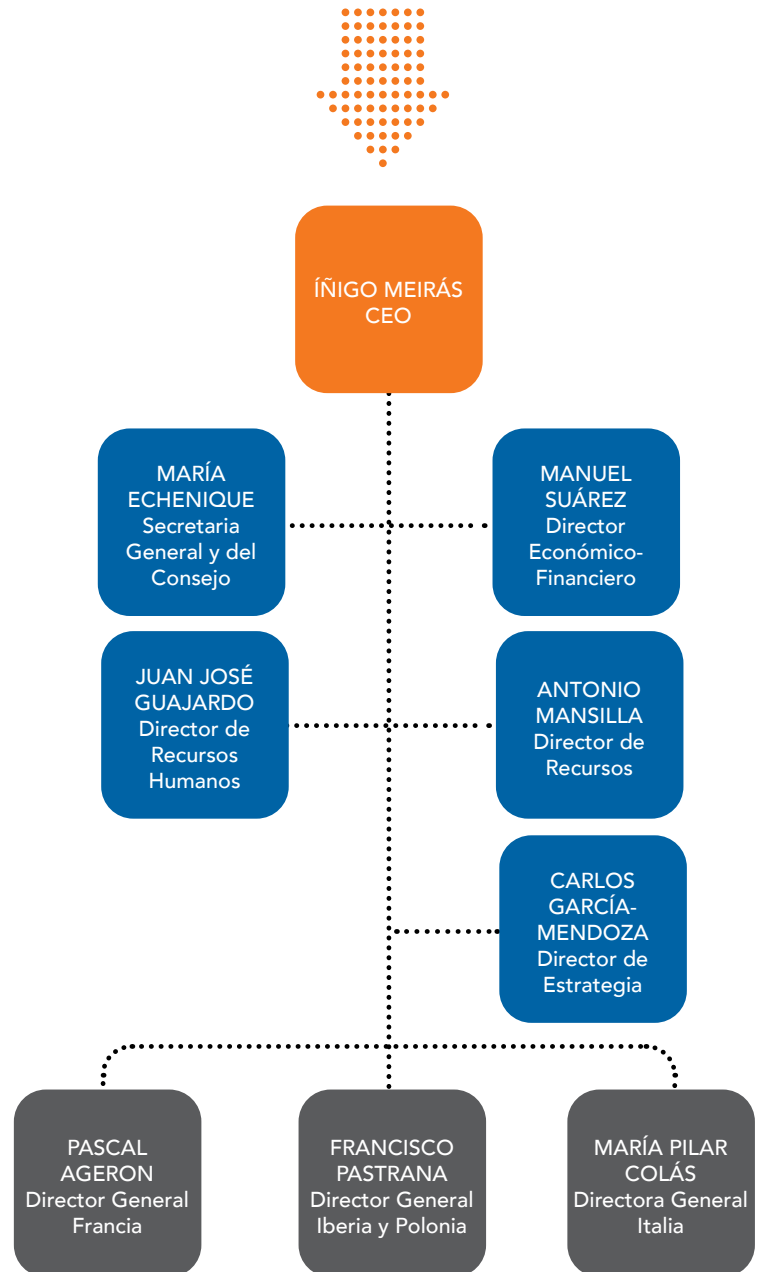 ÍÑIGO MEIRÁS
CEO
MARÍA
ECHENIQUE
Secretaria
General y del
Consejo
MANUEL
SUÁREZ
Director
Económico-
Financiero
JUAN JOSÉ
GUAJARDO
Director de
Recursos
Humanos
ANTONIO
MANSILLA
Director de
Recursos
CARLOS
GARCÍA-
MENDOZA
Director de
Estrategia
PASCAL
AGERON
Director General
Francia
FRANCISCO
PASTRANA
Director General
Iberia y Polonia
MARÍA PILAR
COLÁS
Directora General
Italia